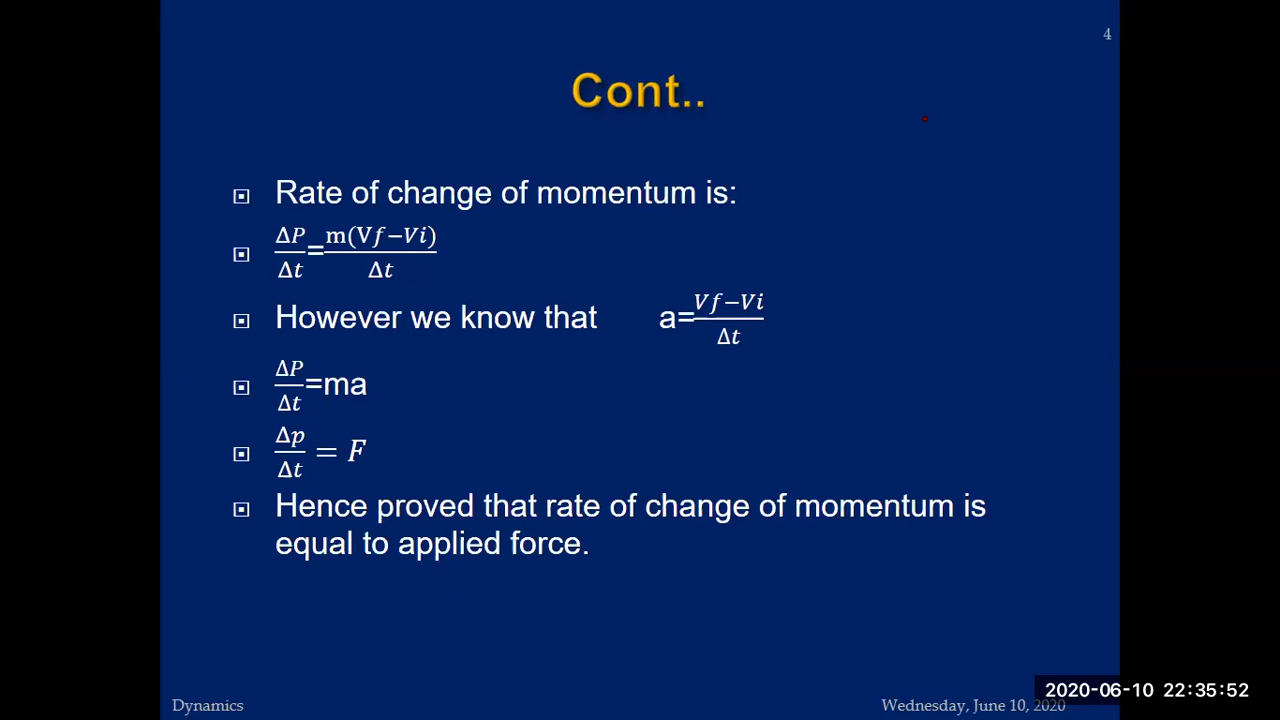 4
Cont..
Rate of change of momentum is:
ΔP/Δt=m(Vf−Vi)/Δt
However we know that a=Vf−Vi/Δt
ΔP/Δt=ma
Δp/Δt = F
Hence proved that rate of change of momentum is
equal to applied force.
2020-06-10 22:35:52
Dynamics
Wednesday, June 10, 2020